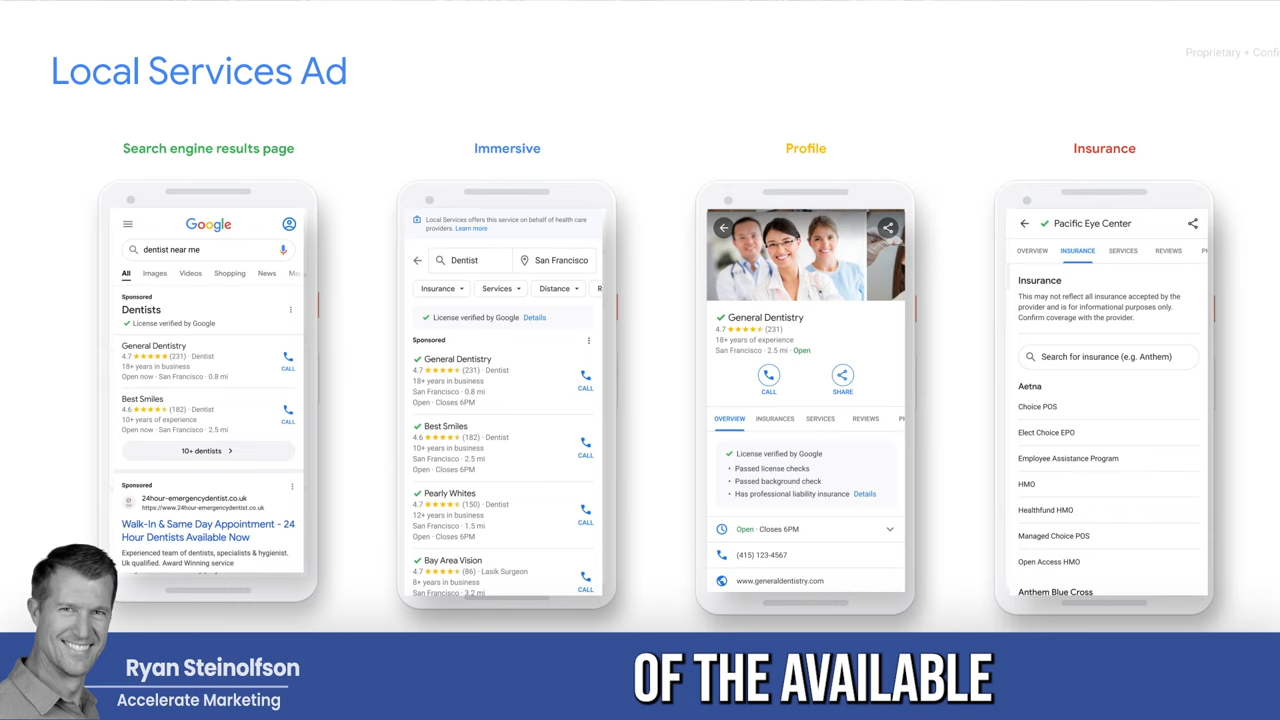 Proprietary + Confi
Local Services Ad
Search engine results page
Google
dentist near me
All Images Videos Shopping News
Sponsored
Dentists
License verified by Google
General Dentistry
4.7 (231) · Dentist
18+ years in business
Open now · San Francisco · 0.8 mi
CALL
Best Smiles
4.6 (182) · Dentist
10+ years of experience
Open now · San Francisco · 2.5 mi
CALL
10+ dentists
Sponsored
24hour-emergencydentist.co.uk
https://www.24hour-emergencydentist.co.uk
Walk-In & Same Day Appointment - 24
Hour Dentists Available Now
Experienced team of dentists, specialists & hygienist.
Uk qualified. Award Winning service
Immersive
Local Services offers this service on behalf of health care
providers. Learn more
Dentist San Francisco
Insurance Services Distance R
License verified by Google Details
Sponsored
General Dentistry
4.7 (231) · Dentist
18+ years in business
San Francisco · 0.8 mi
Open · Closes 6PM
CALL
Best Smiles
4.6 (182) · Dentist
10+ years in business
San Francisco · 2.5 mi
Open · Closes 6PM
CALL
Pearly Whites
4.7 (150) · Dentist
12+ years in business
San Francisco · 1.5 mi
Open · Closes 6PM
CALL
Bay Area Vision
4.7 (86) · Lasik Surgeon
8+ years in business
San Francisco · 3.2 mi
CALL
Profile
General Dentistry
4.7 (231)
18+ years of experience
San Francisco · 2.5 mi · Open
CALL SHARE
OVERVIEW INSURANCES SERVICES REVIEWS
License verified by Google
• Passed license checks
• Passed background check
• Has professional liability insurance Details
Open · Closes 6PM
(415) 123-4567
www.generaldentistry.com
Insurance
Pacific Eye Center
OVERVIEW INSURANCE SERVICES REVIEWS
Insurance
This may not reflect all insurance accepted by the
provider and is for informational purposes only.
Confirm coverage with the provider.
Search for insurance (e.g. Anthem)
Aetna
Choice POS
Elect Choice EPO
Employee Assistance Program
HMO
Healthfund HMO
Managed Choice POS
Open Access HMO
Anthem Blue Cross
Ryan Steinolfson
Accelerate Marketing
OF THE AVAILABLE